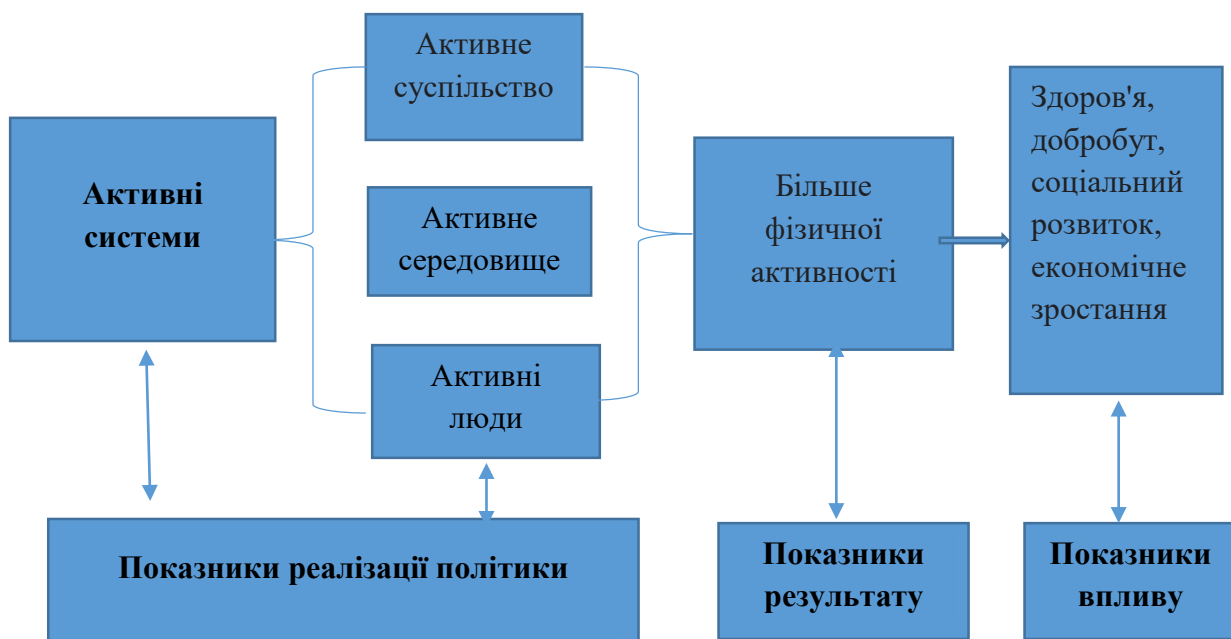 Активні
системи
Активне
суспільство
Активне
середовище
Активні
люди
Більше
фізичної
активності
Здоров'я,
добробут,
соціальний
розвиток,
економічне
зростання
Показники реалізації політики
Показники
результату
Показники
впливу